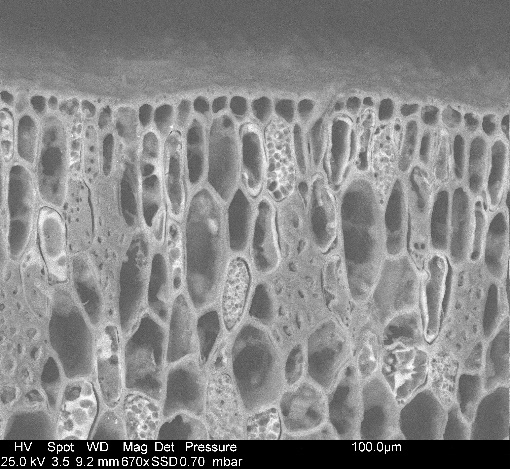 HV Spot WD Mag Det Pressure 100.0µm
25.0 kV 3.5 9.2 mm 670x SSD 0.70 mbar